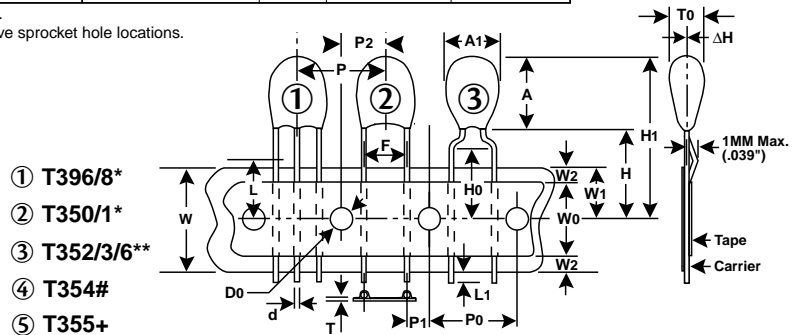 ve sprocket hole locations.
P2
P
A1
T0
ΔH
① ② ③
A
H1
F
H
1MM Max.
(.039")
① T396/8*
② T350/1*
③ T352/3/6**
④ T354#
⑤ T355+
W
L
H0
W2
W1
W0
W2
D0
d
T
P1
P0
L1
Tape
Carrier